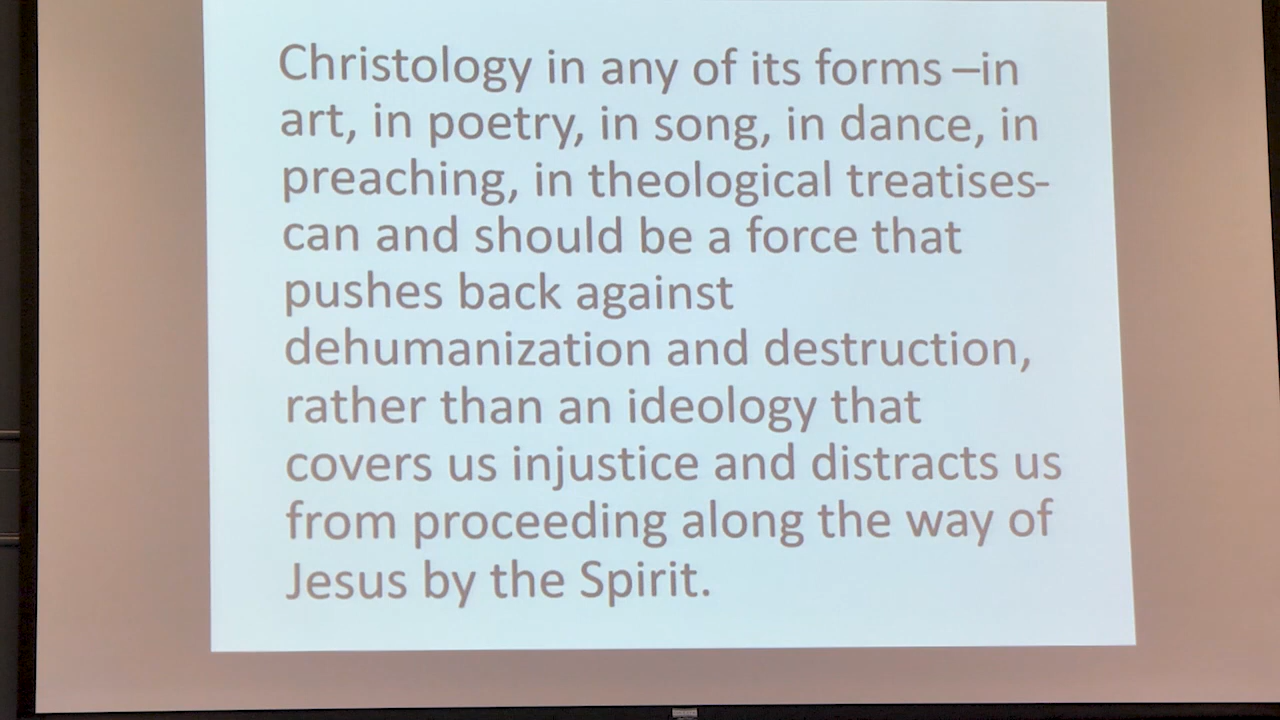 Christology in any of its forms –in
art, in poetry, in song, in dance, in
preaching, in theological treatises-
can and should be a force that
pushes back against
dehumanization and destruction,
rather than an ideology that
covers us injustice and distracts us
from proceeding along the way of
Jesus by the Spirit.